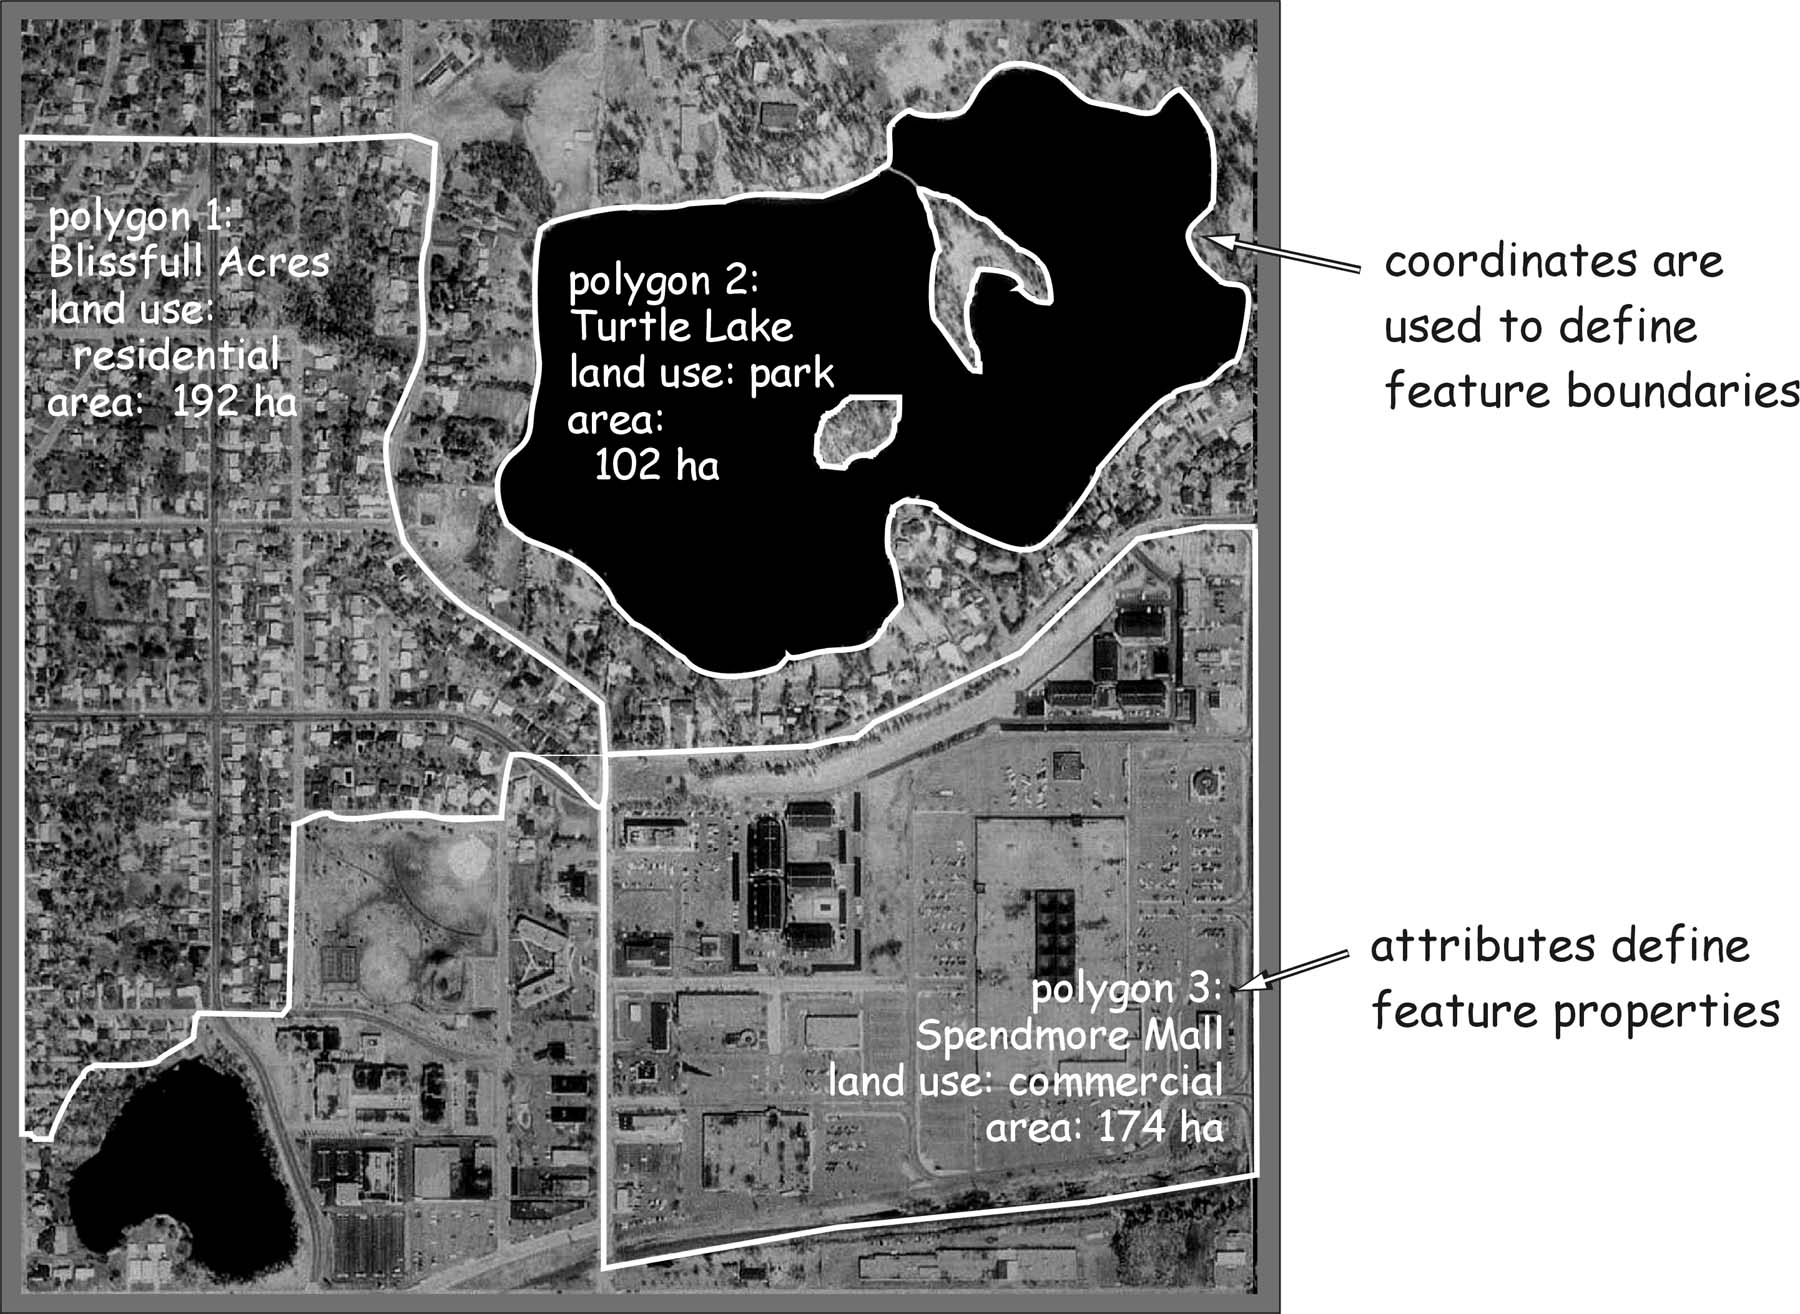 polygon 1:
Blissfull Acres
land use:
residential
area: 192 ha
polygon 2:
Turtle Lake
land use: park
area:
102 ha
coordinates are
used to define
feature boundaries
attributes define
feature properties
polygon 3:
Spendmore Mall
land use: commercial
area: 174 ha